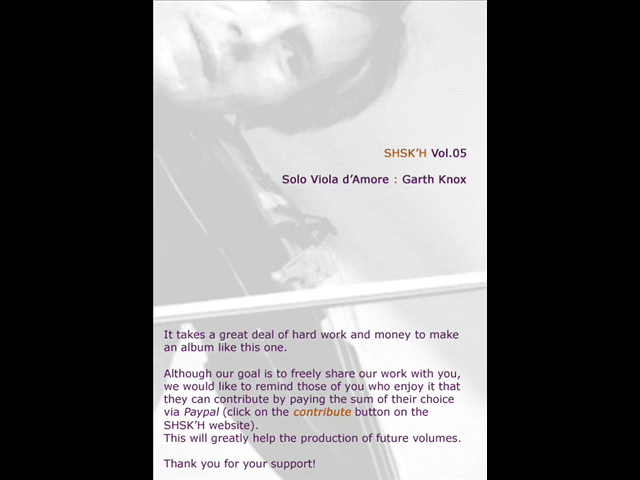 SHSK’H Vol.05
Solo Viola d’Amore : Garth Knox
It takes a great deal of hard work and money to make
an album like this one.
Although our goal is to freely share our work with you,
we would like to remind those of you who enjoy it that
they can contribute by paying the sum of their choice
via Paypal (click on the contribute button on the
SHSK’H website).
This will greatly help the production of future volumes.
Thank you for your support!